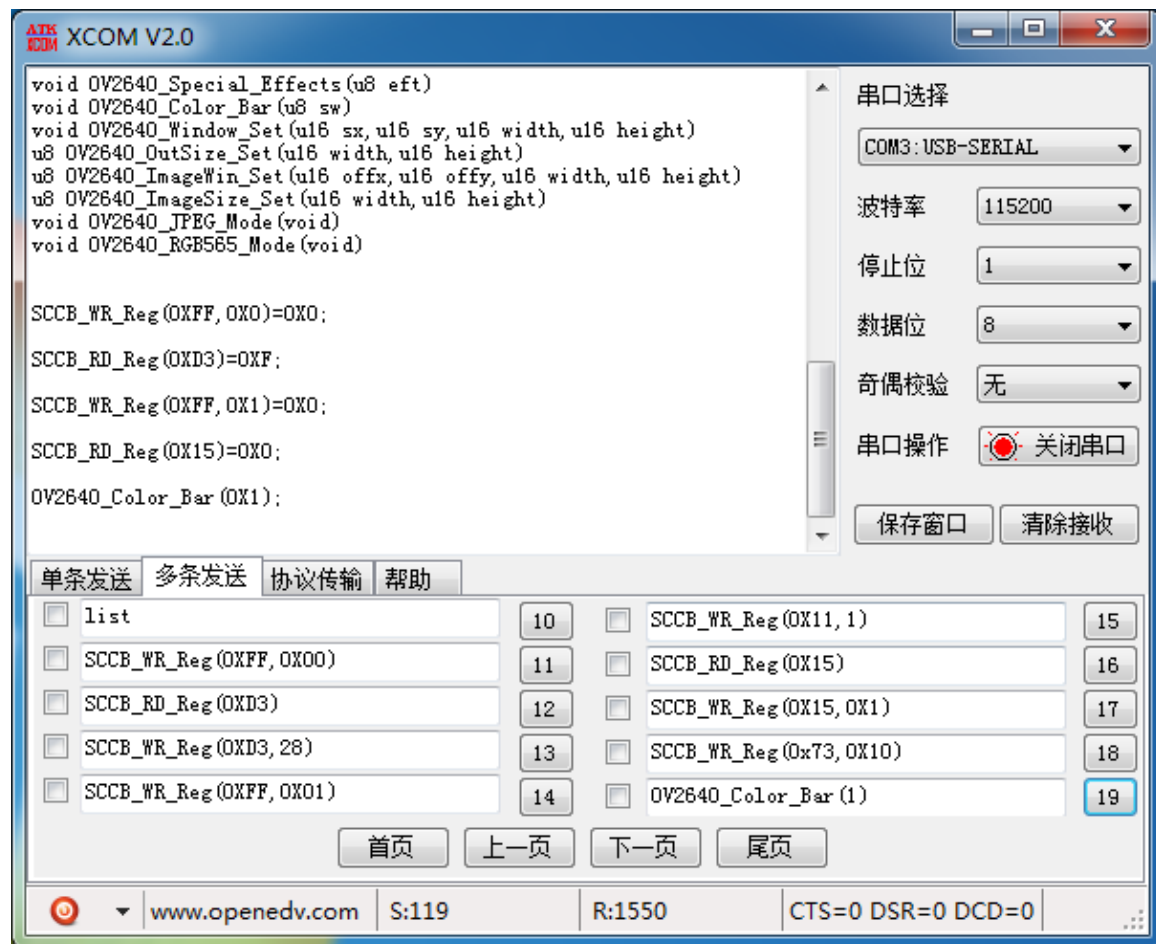 ATK XCOM XCOM V2.0
void OV2640_Special_Effects(u8 eft)
void OV2640_Color_Bar(u8 sw)
void OV2640_Window_Set(u16 sx,u16 sy,u16 width,u16 height)
u8 OV2640_OutSize_Set(u16 width,u16 height)
u8 OV2640_ImageWin_Set(u16 offx,u16 offy,u16 width,u16 height)
u8 OV2640_ImageSize_Set(u16 width,u16 height)
void OV2640_JPEG_Mode(void)
void OV2640_RGB565_Mode(void)
SCCB_WR_Reg(0XFF,0X0)=0X0;
SCCB_RD_Reg(0XD3)=0XF;
SCCB_WR_Reg(0XFF,0X1)=0X0;
SCCB_RD_Reg(0X15)=0X0;
OV2640_Color_Bar(0X1);
串口选择
COM3:USB-SERIAL
波特率 115200
停止位 1
数据位 8
奇偶校验 无
串口操作 关闭串口
保存窗口 清除接收
单条发送 多条发送 协议传输 帮助
list 10 SCCB_WR_Reg(0X11,1) 15
SCCB_WR_Reg(0XFF,0X00) 11 SCCB_RD_Reg(0X15) 16
SCCB_RD_Reg(0XD3) 12 SCCB_WR_Reg(0X15,0X1) 17
SCCB_WR_Reg(0XD3,28) 13 SCCB_WR_Reg(0x73,0X10) 18
SCCB_WR_Reg(0XFF,0X01) 14 OV2640_Color_Bar(1) 19
首页 上一页 下一页 尾页
www.openedv.com S:119 R:1550 CTS=0 DSR=0 DCD=0